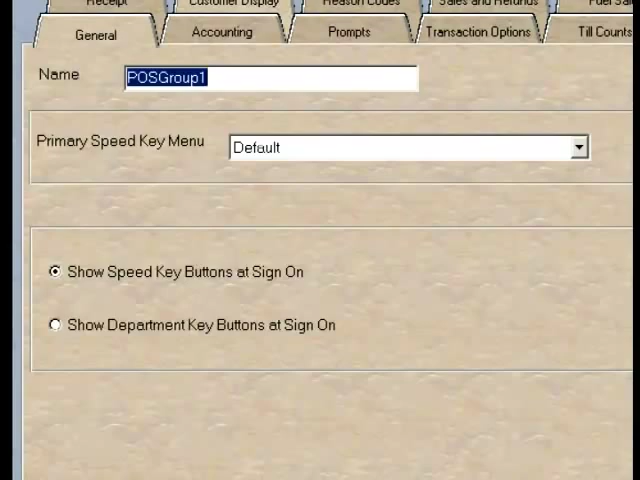 Receipt Customer Display Reason Codes Sales and Refunds Fuel Sal
General Accounting Prompts Transaction Options Till Counts
Name POSGroup1
Primary Speed Key Menu Default
Show Speed Key Buttons at Sign On
Show Department Key Buttons at Sign On